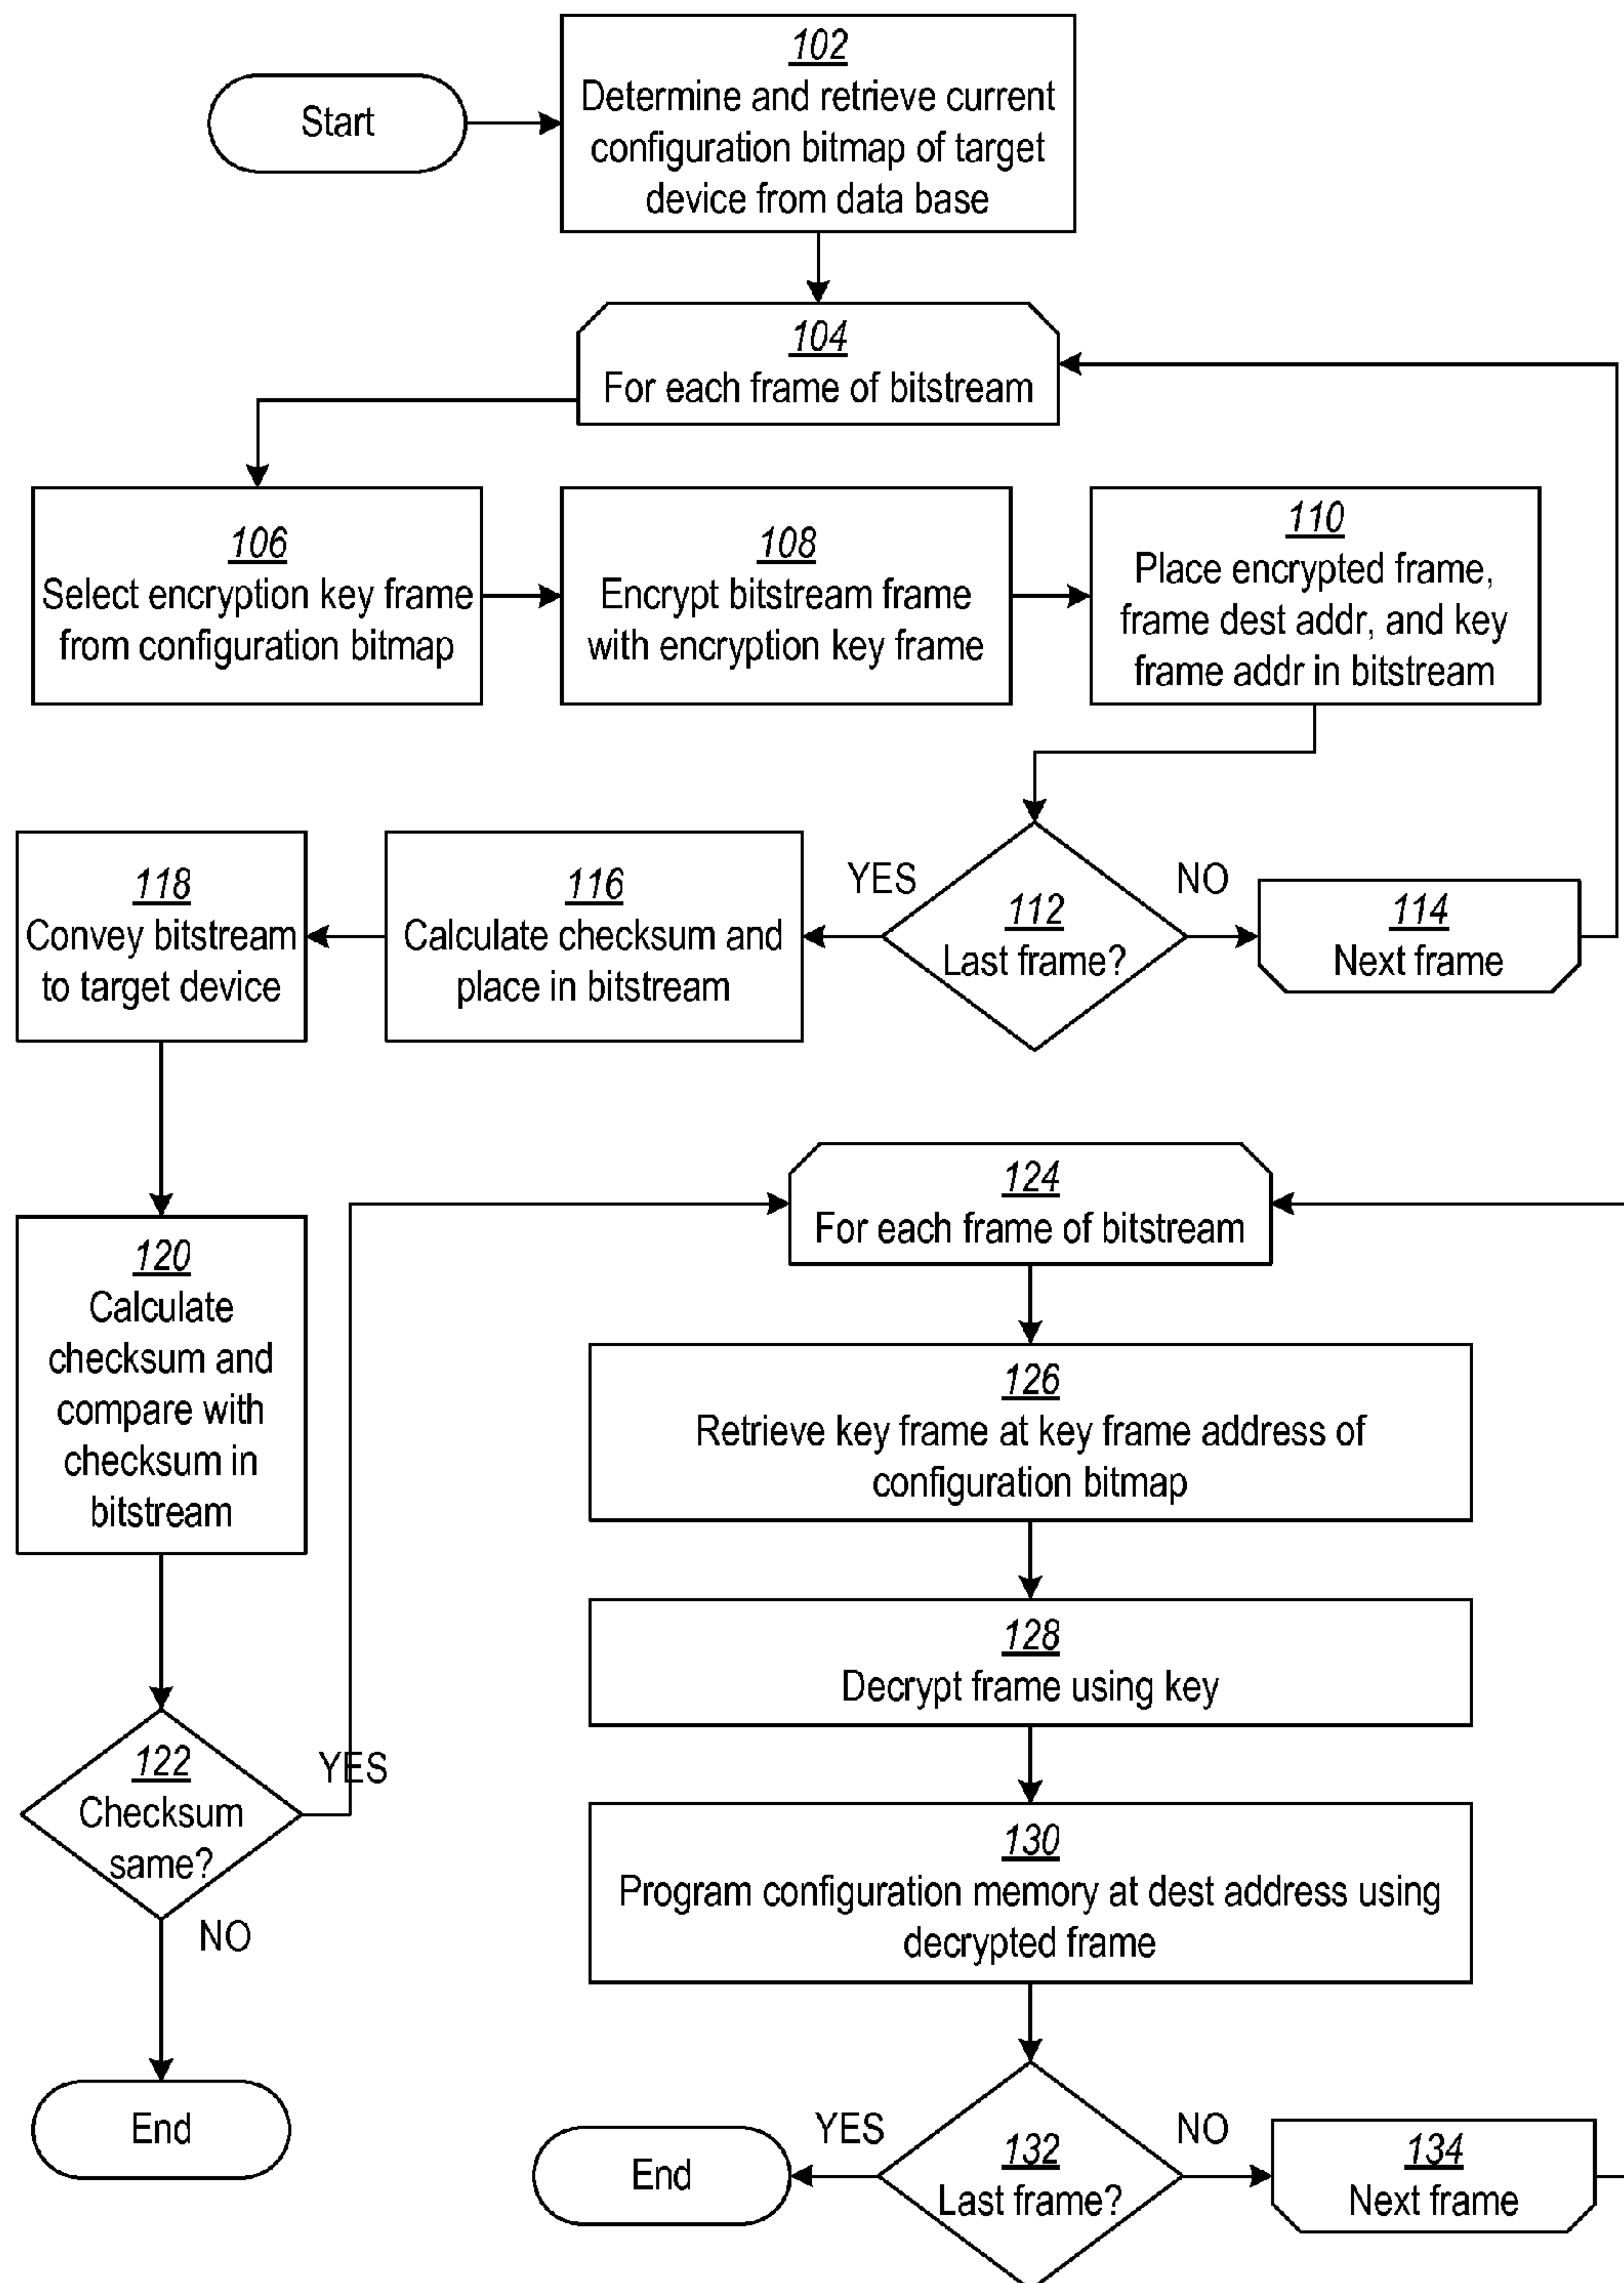 Start
102
Determine and retrieve current
configuration bitmap of target
device from data base
104
For each frame of bitstream
106
Select encryption key frame
from configuration bitmap
108
Encrypt bitstream frame
with encryption key frame
110
Place encrypted frame,
frame dest addr, and key
frame addr in bitstream
112
Last frame?
YES
NO
114
Next frame
116
Calculate checksum and
place in bitstream
118
Convey bitstream
to target device
120
Calculate
checksum and
compare with
checksum in
bitstream
122
Checksum
same?
YES
NO
End
124
For each frame of bitstream
126
Retrieve key frame at key frame address of
configuration bitmap
128
Decrypt frame using key
130
Program configuration memory at dest address using
decrypted frame
132
Last frame?
YES
NO
End
134
Next frame